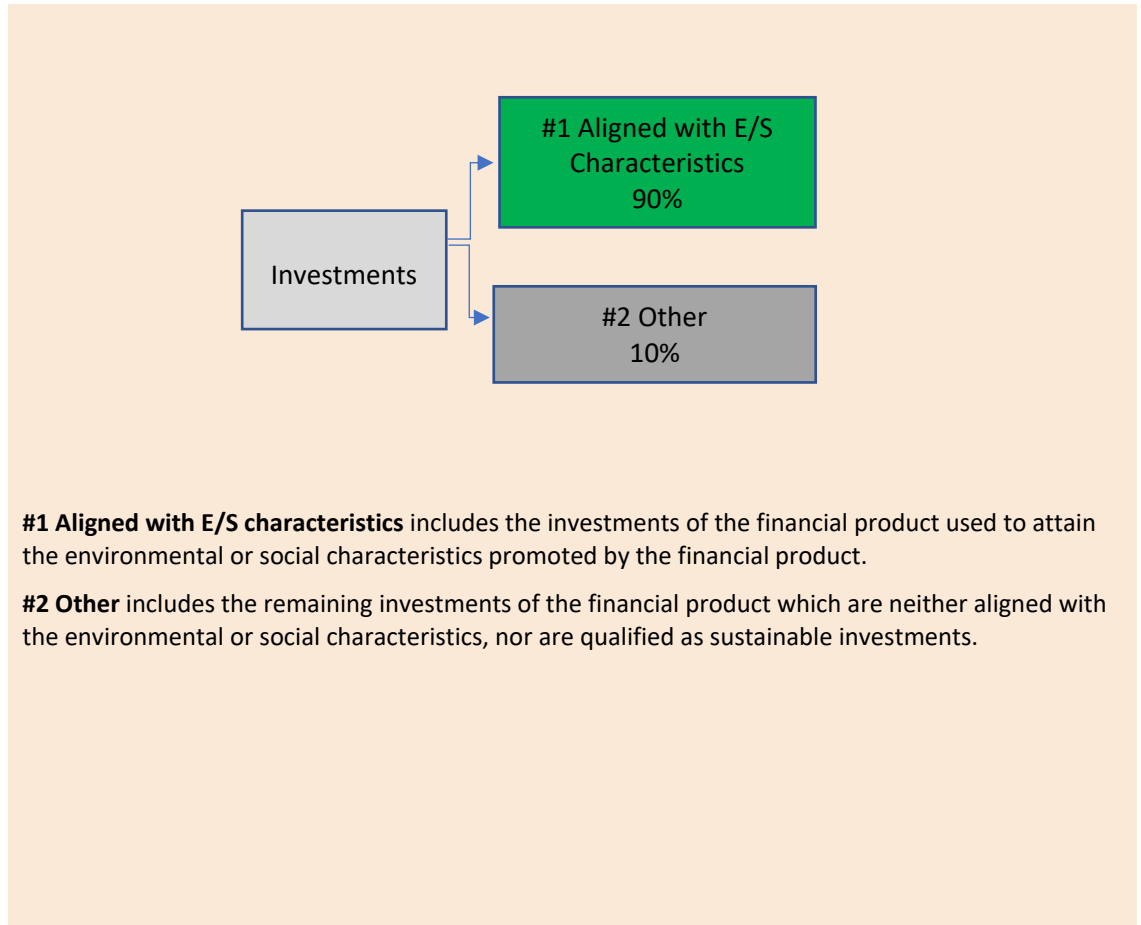 #1 Aligned with E/S
Characteristics
90%
Investments
#2 Other
10%
#1 Aligned with E/S characteristics includes the investments of the financial product used to attain
the environmental or social characteristics promoted by the financial product.
#2 Other includes the remaining investments of the financial product which are neither aligned with
the environmental or social characteristics, nor are qualified as sustainable investments.